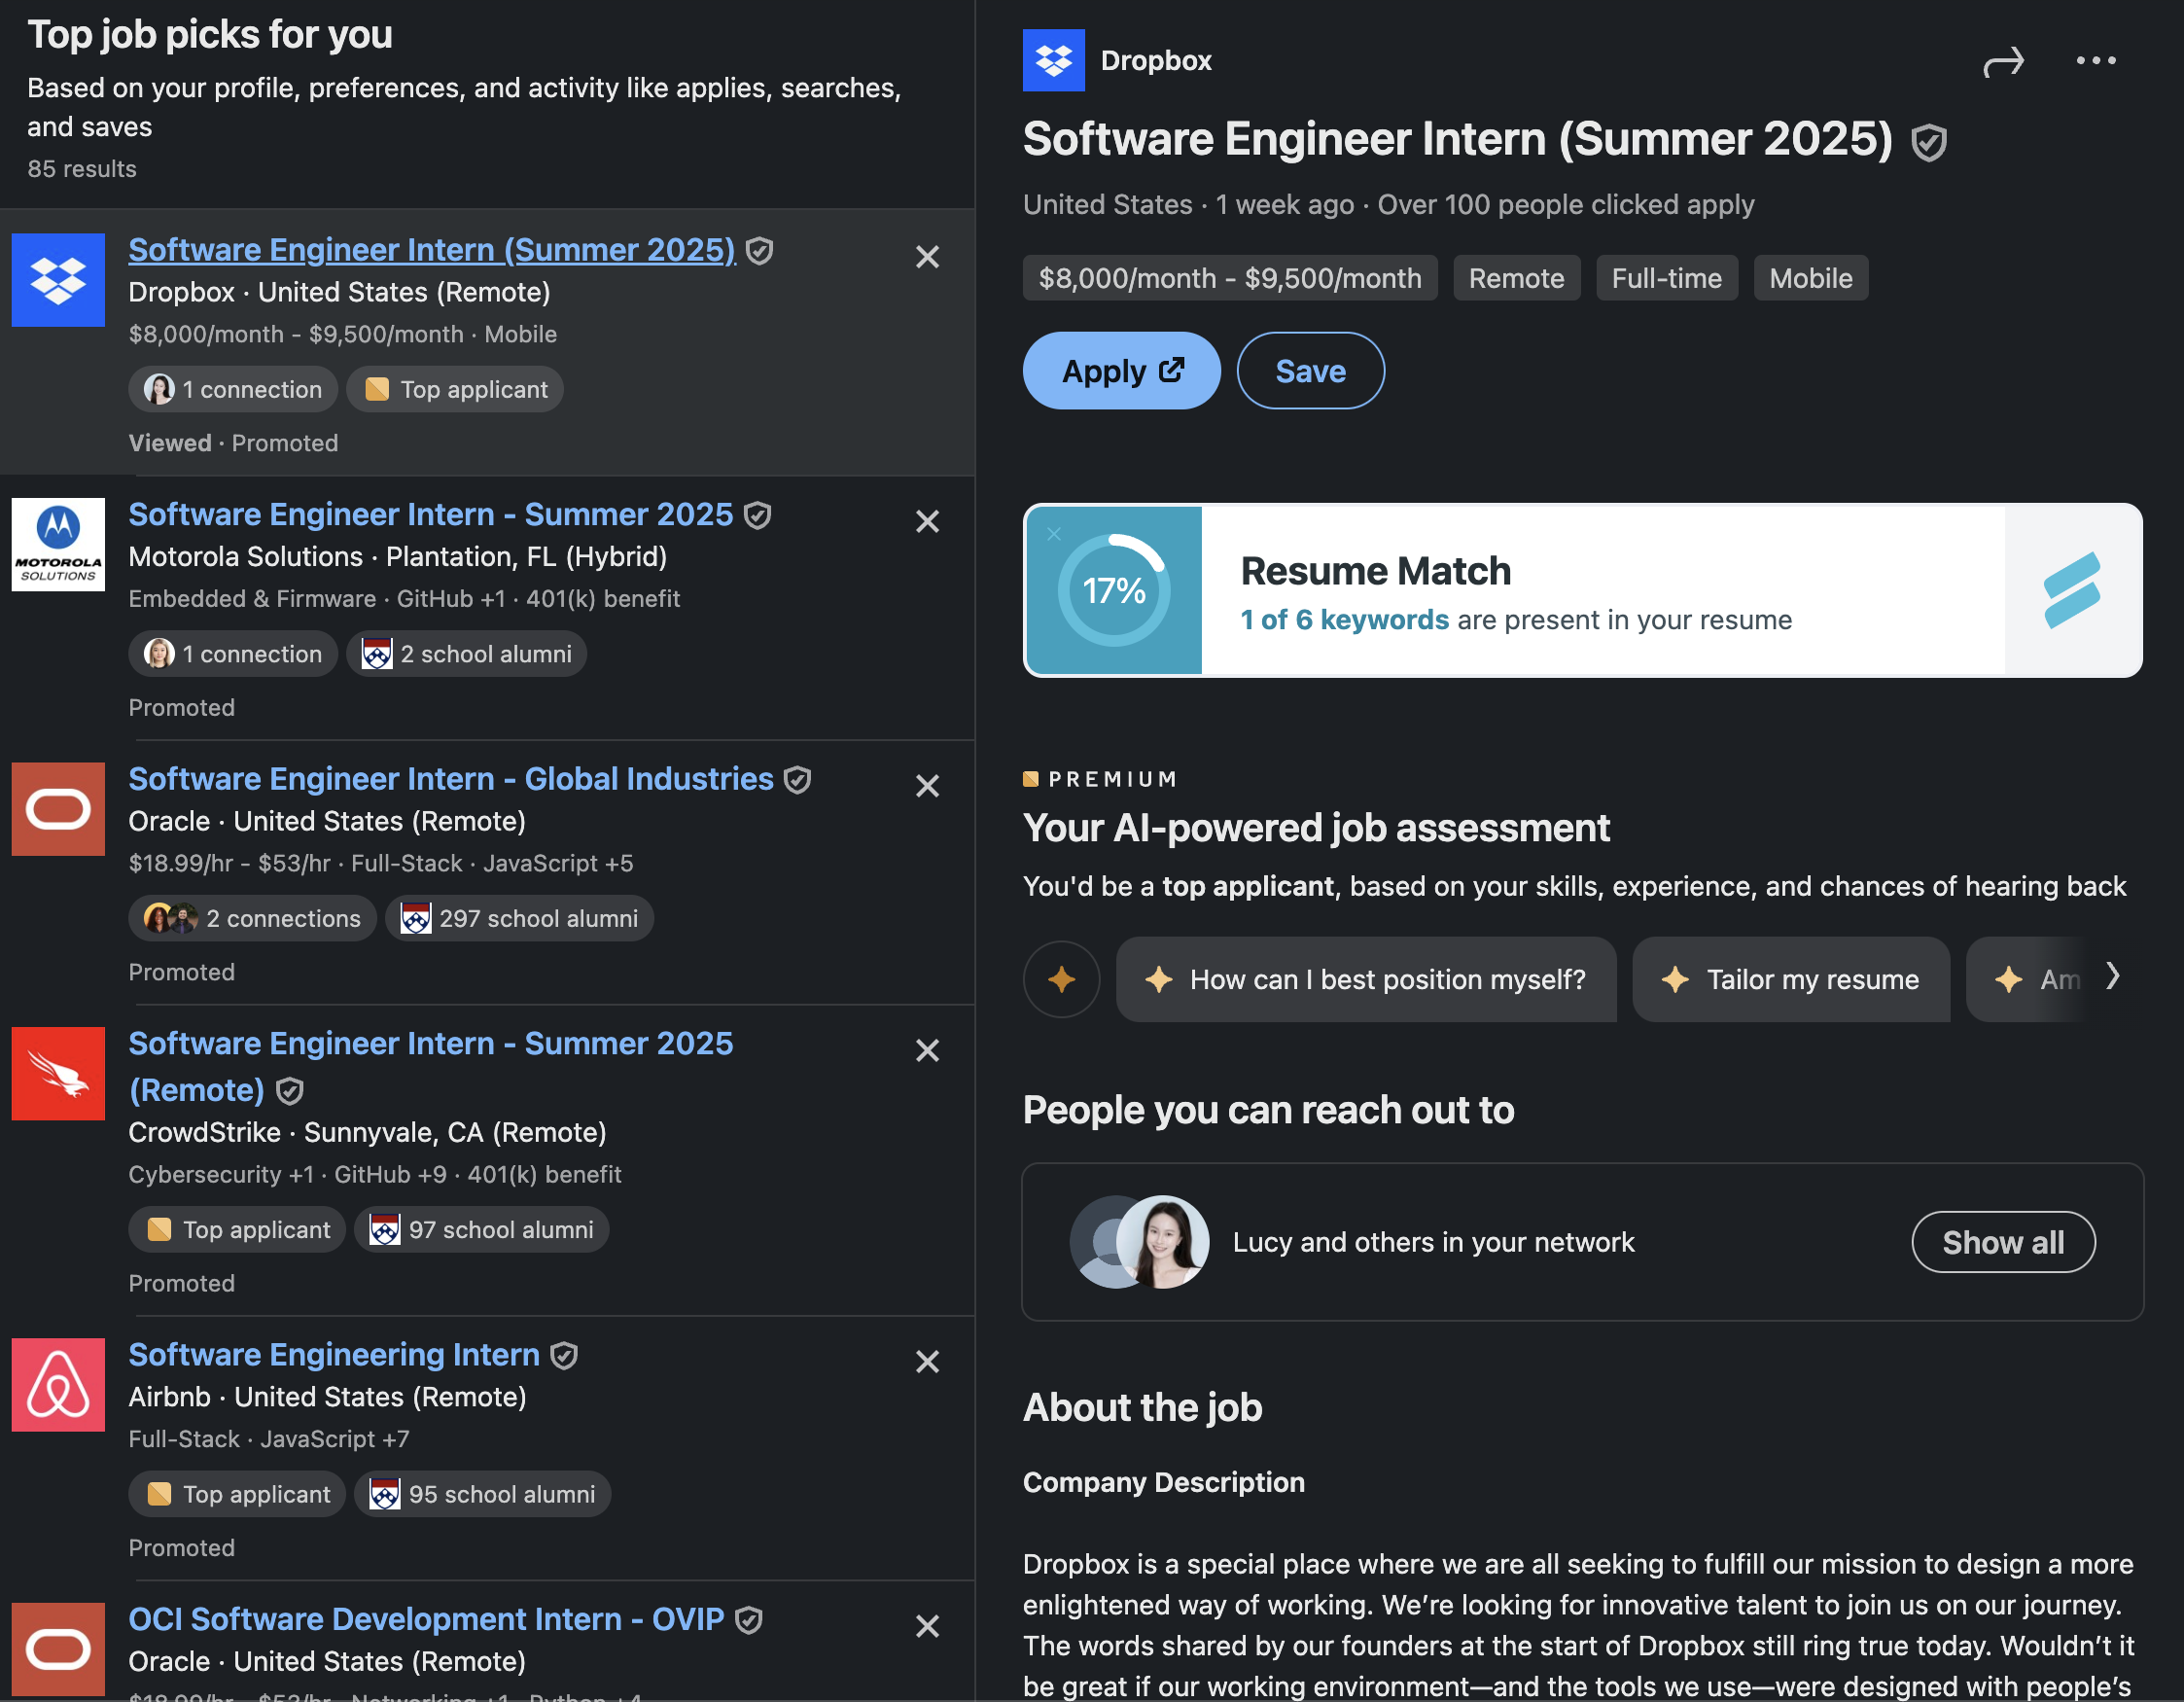 Top job picks for you
Based on your profile, preferences, and activity like applies, searches,
and saves
85 results
Software Engineer Intern (Summer 2025)
Dropbox · United States (Remote)
$8,000/month - $9,500/month · Mobile
1 connection
Top applicant
Viewed · Promoted
MOTOROLA
SOLUTIONS
Software Engineer Intern - Summer 2025
Motorola Solutions · Plantation, FL (Hybrid)
Embedded & Firmware · GitHub +1 · 401(k) benefit
1 connection
2 school alumni
Promoted
Software Engineer Intern - Global Industries
Oracle · United States (Remote)
$18.99/hr - $53/hr · Full-Stack · JavaScript +5
2 connections
297 school alumni
Promoted
Software Engineer Intern - Summer 2025
(Remote)
CrowdStrike · Sunnyvale, CA (Remote)
Cybersecurity +1 · GitHub +9 · 401(k) benefit
Top applicant
97 school alumni
Promoted
Software Engineering Intern
Airbnb · United States (Remote)
Full-Stack · JavaScript +7
Top applicant
95 school alumni
Promoted
OCI Software Development Intern - OVIP
Oracle · United States (Remote)
$18.99/hr - $53/hr · Networking +1 · Python +4
Dropbox
Software Engineer Intern (Summer 2025)
United States · 1 week ago · Over 100 people clicked apply
$8,000/month - $9,500/month
Remote
Full-time
Mobile
Apply
Save
17%
Resume Match
1 of 6 keywords are present in your resume
PREMIUM
Your AI-powered job assessment
You'd be a top applicant, based on your skills, experience, and chances of hearing back
How can I best position myself?
Tailor my resume
Am
People you can reach out to
Lucy and others in your network
Show all
About the job
Company Description
Dropbox is a special place where we are all seeking to fulfill our mission to design a more
enlightened way of working. We’re looking for innovative talent to join us on our journey.
The words shared by our founders at the start of Dropbox still ring true today. Wouldn’t it
be great if our working environment—and the tools we use—were designed with people’s